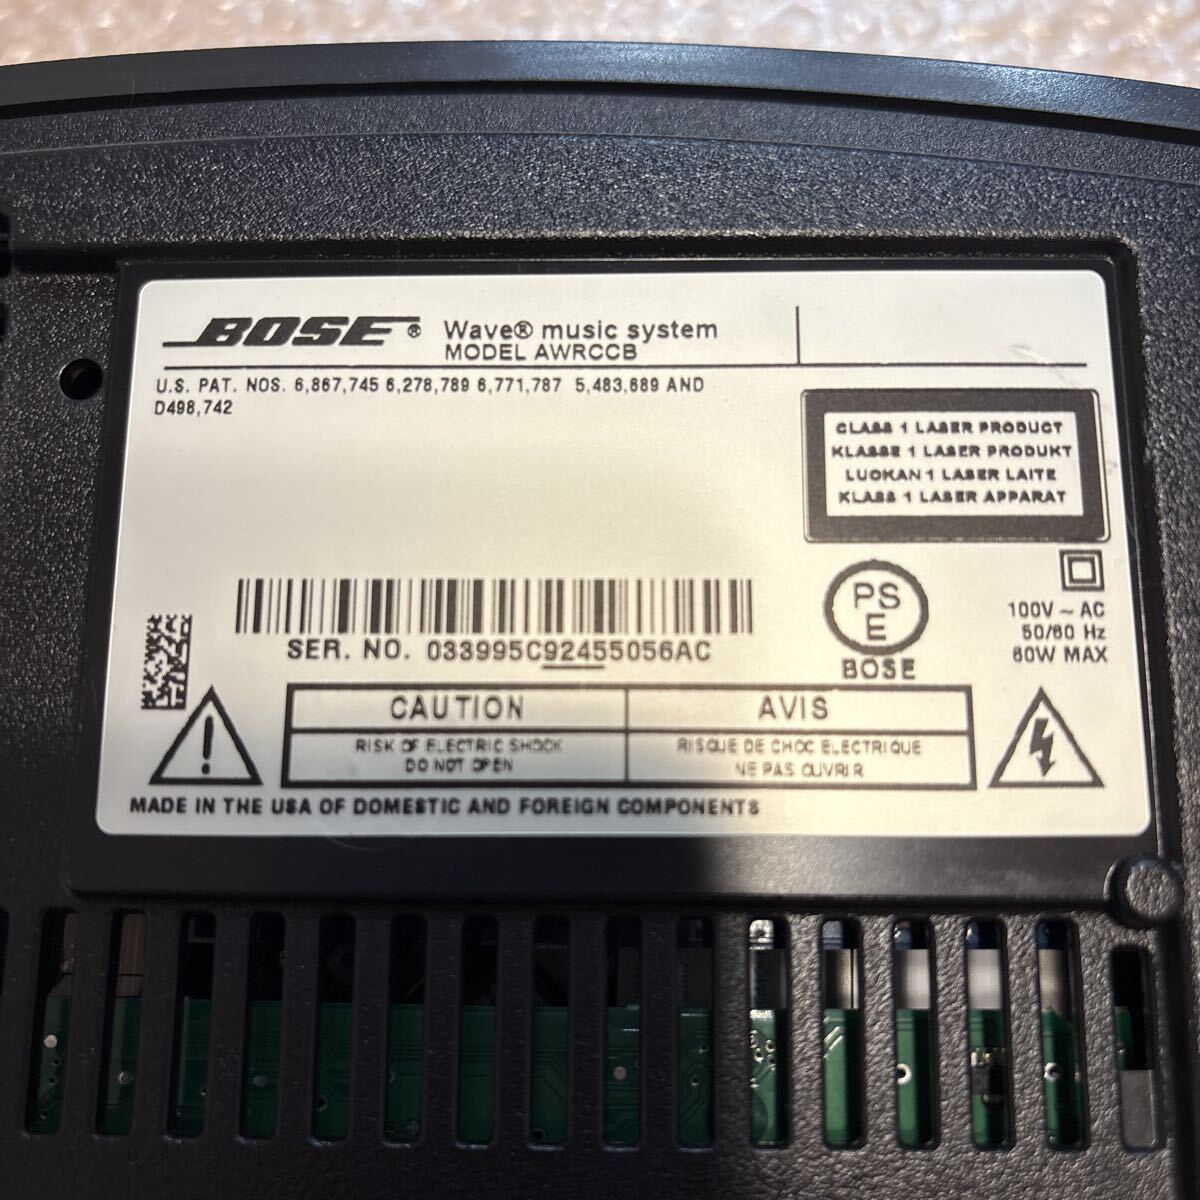 BOSE® Wave® music system
MODEL AWRCCB
U.S. PAT. NOS. 6,867,745 6,278,789 6,771,787 5,483,689 AND
D498,742
CLASS 1 LASER PRODUCT
KLASSE 1 LASER PRODUKT
LUOKAN 1 LASER LAITE
KLASS 1 LASER APPARAT
PS
E
BOSE
100V ~ AC
50/60 Hz
60W MAX
SER. NO. 033995C92455056AC
CAUTION
RISK OF ELECTRIC SHOCK
DO NOT OPEN
AVIS
RISQUE DE CHOC ELECTRIQUE
NE PAS OUVRIR
MADE IN THE USA OF DOMESTIC AND FOREIGN COMPONENTS